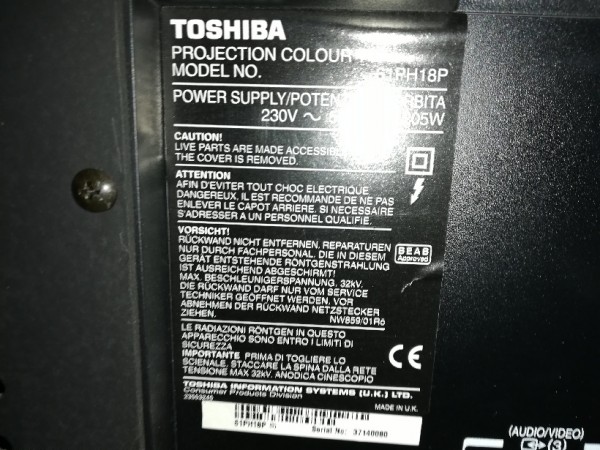 TOSHIBA
PROJECTION COLOUR
MODEL NO. 61PH18P
POWER SUPPLY/POTEN
230V ~ 05W
CAUTION!
LIVE PARTS ARE MADE ACCESSIB
THE COVER IS REMOVED.
ATTENTION
AFIN D'EVITER TOUT CHOC ELECTRIQUE
DANGEREUX, IL EST RECOMMANDE DE NE PAS
ENLEVER LE CAPOT ARRIERE. SI NECESSAIRE
S'ADRESSER A UN PERSONNEL QUALIFIE.
VORSICHT!
RÜCKWAND NICHT ENTFERNEN, REPARATUREN
NUR DURCH FACHPERSONAL. DIE IN DIESEM
GERÄT ENTSTEHENDE RÖNTGENSTRAHLUNG
IST AUSREICHEND ABGESCHIRMT!
MAX. BESCHLEUNIGERSPANNUNG. 32kV.
DIE RÜCKWAND DARF NUR VOM SERVICE
TECHNIKER GEÖFFNET WERDEN. VOR
ABNEHMEN DER RÜCKWAND NETZSTECKER
ZIEHEN.
NW859/01R6
BEAB
Approved
LE RADIAZIONI RÖNTGEN IN QUESTO
APPARECCHIO SONO ENTRO I LIMITI DI
SICUREZZA
IMPORTANTE PRIMA DI TOGLIERE LO
SCIENALE, STACCARE LA SPINA DALLA RETE
TENSIONE MAX 32kV. ANODICA CINESCOPIO
CE
TOSHIBA INFORMATION SYSTEMS (U.K.) LTD.
Consumer Products Division
23553245
MADE IN U.K.
61PH18P
Serial No: 37140080
(AUDIO/VIDEO)
(3)